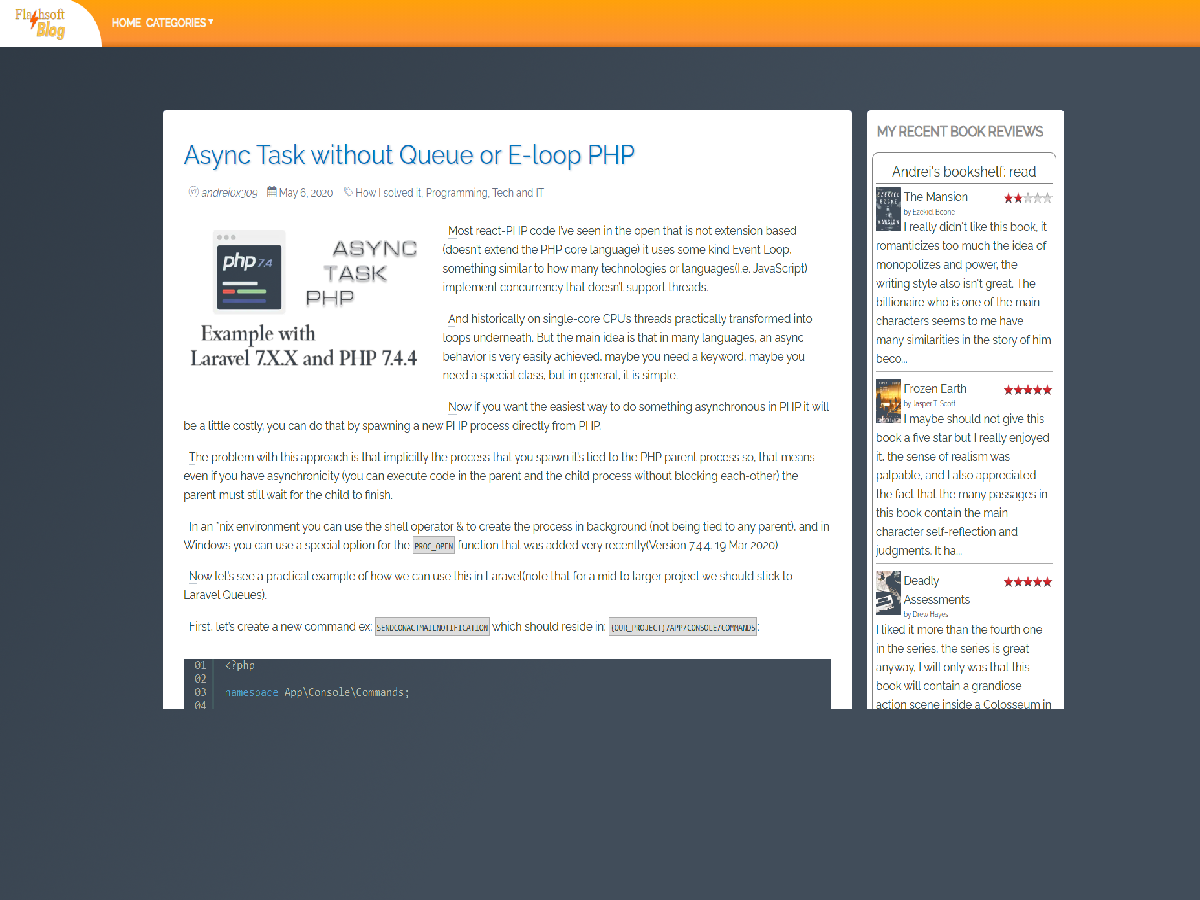 Flashsoft
Blog
HOME CATEGORIES
Async Task without Queue or E-loop PHP
andrei0x309 May 6, 2020 How I solved it, Programming, Tech and IT
php 7.4
ASYNC
TASK
PHP
Example with
Laravel 7.X.X and PHP 7.4.4
Most react-PHP code I've seen in the open that is not extension based
(doesn't extend the PHP core language) it uses some kind Event Loop,
something similar to how many technologies or languages(i.e. JavaScript)
implement concurrency that doesn't support threads.
And historically on single-core CPUs threads practically transformed into
loops underneath. But the main idea is that in many languages, an async
behavior is very easily achieved, maybe you need a keyword, maybe you
need a special class, but in general, it is simple.
Now if you want the easiest way to do something asynchronous in PHP it will
be a little costly, you can do that by spawning a new PHP process directly from PHP.
The problem with this approach is that implicitly the process that you spawn it's tied to the PHP parent process so, that means
even if you have asynchronicity (you can execute code in the parent and the child process without blocking each-other) the
parent must still wait for the child to finish.
In an *nix environment you can use the shell operator & to create the process in background (not being tied to any parent), and in
Windows you can use a special option for the PROC_OPEN function that was added very recently(Version 7.4.4, 19 Mar 2020)
Now let's see a practical example of how we can use this in Laravel(note that for a mid to larger project we should stick to
Laravel Queues).
First, let's create a new command ex: SENDCONACTMAILNOTIFICATION which should reside in: {OUR_PROJECT}/APP/CONSOLE/COMMANDS:
01 <?php
02
03 namespace App\Console\Commands;
04
MY RECENT BOOK REVIEWS
Andrei's bookshelf: read
The Mansion
by Ezekiel Boone
I really didn't like this book, it
romanticizes too much the idea of
monopolizes and power, the
writing style also isn't great. The
billionaire who is one of the main
characters seems to me have
many similarities in the story of him
beco...
Frozen Earth
by Jasper T. Scott
I maybe should not give this
book a five star but I really enjoyed
it, the sense of realism was
palpable, and I also appreciated
the fact that the many passages in
this book contain the main
character self-reflection and
judgments. It ha...
Deadly
Assessments
by Drew Hayes
I liked it more than the fourth one
in the series, the series is great
anyway, I will only was that this
book will contain a grandiose
action scene inside a Colosseum in